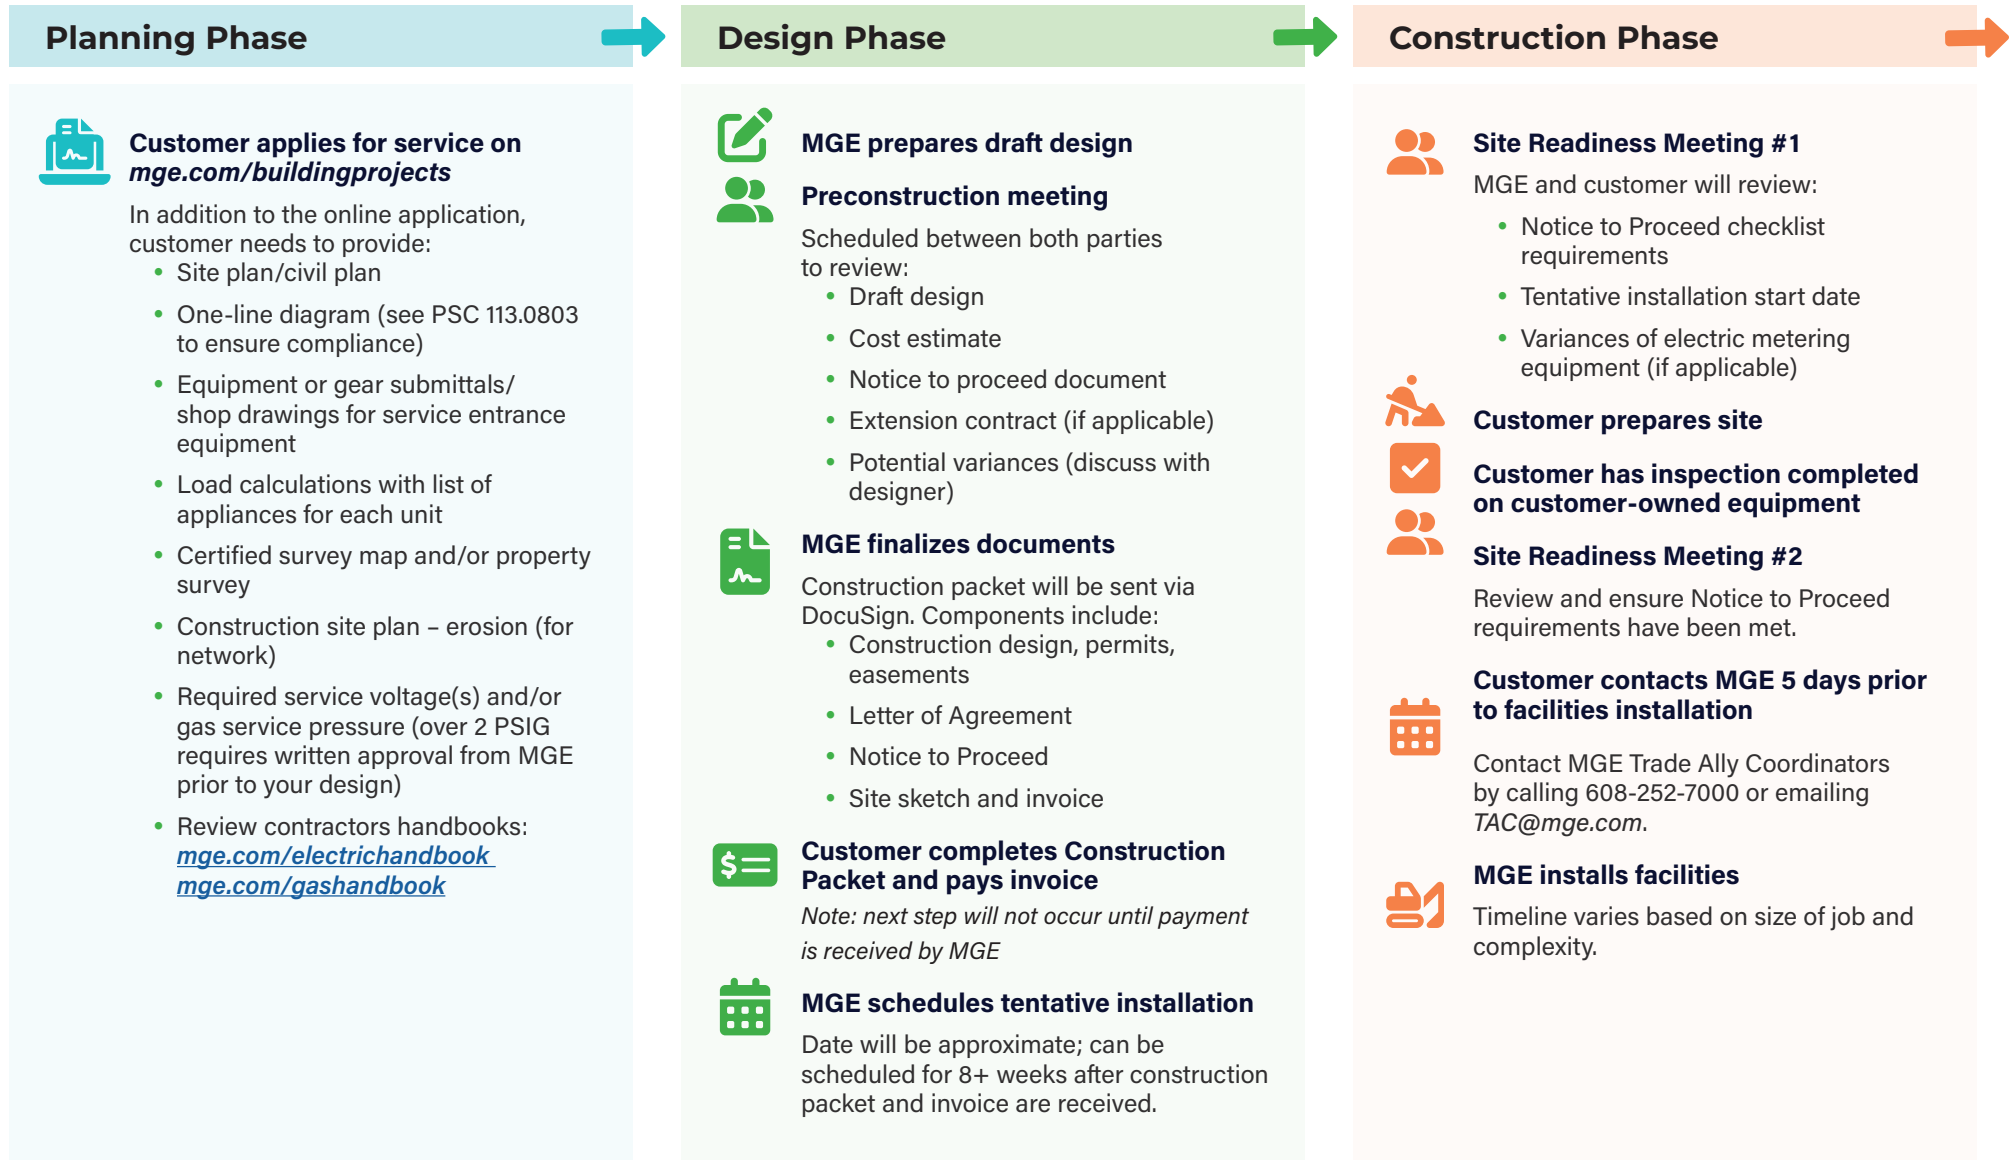 Planning Phase
Customer applies for service on
mge.com/buildingprojects
In addition to the online application,
customer needs to provide:
• Site plan/civil plan
• One-line diagram (see PSC 113.0803
to ensure compliance)
• Equipment or gear submittals/
shop drawings for service entrance
equipment
• Load calculations with list of
appliances for each unit
• Certified survey map and/or property
survey
• Construction site plan – erosion (for
network)
• Required service voltage(s) and/or
gas service pressure (over 2 PSIG
requires written approval from MGE
prior to your design)
• Review contractors handbooks:
mge.com/electrichandbook
mge.com/gashandbook
Design Phase
MGE prepares draft design
Preconstruction meeting
Scheduled between both parties
to review:
• Draft design
• Cost estimate
• Notice to proceed document
• Extension contract (if applicable)
• Potential variances (discuss with
designer)
MGE finalizes documents
Construction packet will be sent via
DocuSign. Components include:
• Construction design, permits,
easements
• Letter of Agreement
• Notice to Proceed
• Site sketch and invoice
Customer completes Construction
Packet and pays invoice
Note: next step will not occur until payment
is received by MGE
MGE schedules tentative installation
Date will be approximate; can be
scheduled for 8+ weeks after construction
packet and invoice are received.
Construction Phase
Site Readiness Meeting #1
MGE and customer will review:
• Notice to Proceed checklist
requirements
• Tentative installation start date
• Variances of electric metering
equipment (if applicable)
Customer prepares site
Customer has inspection completed
on customer-owned equipment
Site Readiness Meeting #2
Review and ensure Notice to Proceed
requirements have been met.
Customer contacts MGE 5 days prior
to facilities installation
Contact MGE Trade Ally Coordinators
by calling 608-252-7000 or emailing
TAC@mge.com.
MGE installs facilities
Timeline varies based on size of job and
complexity.